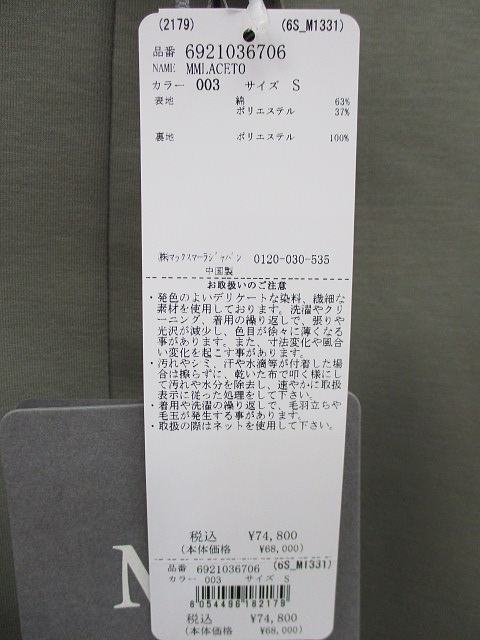 (2179) (6S_M1331)
品番 6921036706
NAME MMLACETO
カラー 003 サイズ S
表地 綿 63%
ポリエステル 37%
裏地 ポリエステル 100%
㈱マックスマーラジャパン 0120-030-535
中国製
お取扱いのご注意
・発色のよいデリケートな染料、繊細な
素材を使用しております。洗濯やクリ
ーニング、着用の繰り返しで、張りや
光沢が減少し、色目が徐々に薄くなる
事があります。また、寸法変化や風合
い変化を起こす事があります。
・汚れやシミ、汗や水滴等が付着した場
合は擦らずに、乾いた布で叩く様にし
て汚れや水分を除去し、速やかに取扱
表示に従った処理をして下さい。
・着用や洗濯の繰り返しで、毛羽立ちや
毛玉が発生する事があります。
・取扱の際はネットを使用して下さい。
税込 ¥74,800
(本体価格 ¥68,000)
品番 6921036706 (6S_M1331)
カラー 003 サイズ S
8054496182179
税込 ¥74,800
(本体価格 ¥68,000)
M